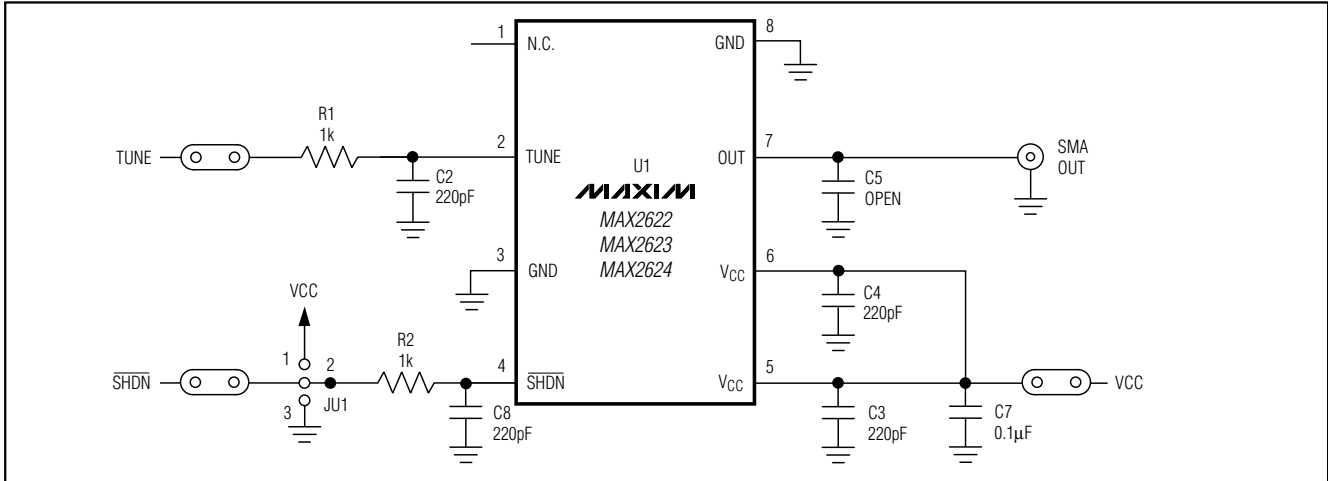 1
N.C.
8
GND
R1
1k
TUNE
2
TUNE
C2
220pF
7
OUT
SMA
OUT
C5
OPEN
U1
MAXIM
MAX2622
MAX2623
MAX2624
3
GND
6
VCC
C4
220pF
VCC
1
2
3
JU1
SHDN
R2
1k
4
SHDN
C8
220pF
5
VCC
C3
220pF
C7
0.1µF
VCC